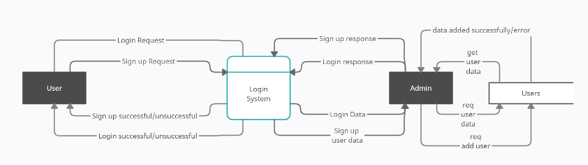 data added successfully/error
Login Request
Sign up response
get
user
data
Sign up Request
Login response
User
Login
System
Admin
Users
Sign up successful/unsuccessful
Login Data
req
user
data
Login successful/unsuccessful
Sign up
user data
req
add user